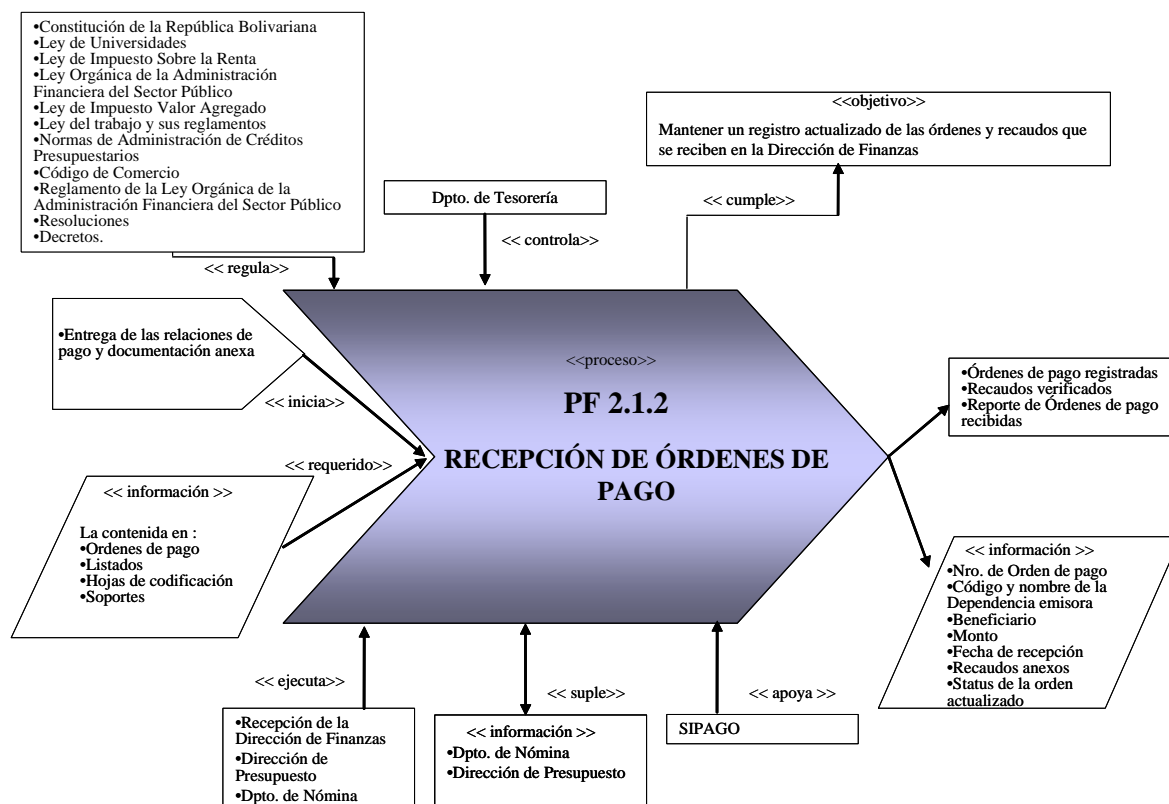 •Constitución de la República Bolivariana
•Ley de Universidades
•Ley de Impuesto Sobre la Renta
•Ley Orgánica de la Administración
Financiera del Sector Público
•Ley de Impuesto Valor Agregado
•Ley del trabajo y sus reglamentos
•Normas de Administración de Créditos
Presupuestarios
•Código de Comercio
•Reglamento de la Ley Orgánica de la
Administración Financiera del Sector Público
•Resoluciones
•Decretos.
<< regula>>
Dpto. de Tesorería
<< controla>>
<<objetivo>>
Mantener un registro actualizado de las órdenes y recaudos que
se reciben en la Dirección de Finanzas
<< cumple>>
•Entrega de las relaciones de
pago y documentación anexa
<< inicia>>
<< requerido>>
<< información >>
La contenida en :
•Ordenes de pago
•Listados
•Hojas de codificación
•Soportes
<<proceso>>
PF 2.1.2
RECEPCIÓN DE ÓRDENES DE
PAGO
•Órdenes de pago registradas
•Recaudos verificados
•Reporte de Órdenes de pago
recibidas
<< información >>
•Nro. de Orden de pago
•Código y nombre de la
Dependencia emisora
•Beneficiario
•Monto
•Fecha de recepción
•Recaudos anexos
•Status de la orden
actualizado
<< ejecuta>>
•Recepción de la
Dirección de Finanzas
•Dirección de
Presupuesto
•Dpto. de Nómina
<< suple>>
<< información >>
•Dpto. de Nómina
•Dirección de Presupuesto
<< apoya >>
SIPAGO